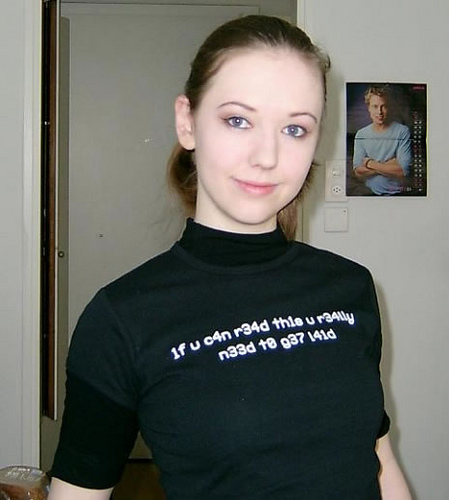 1f u c4n r34d th1s u r34lly
n33d t0 g37 l41d